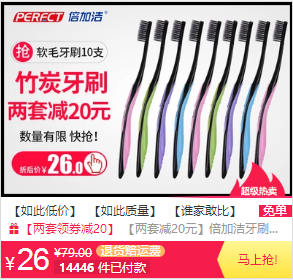 PERFECT 倍加洁
抢 软毛牙刷10支
竹炭牙刷
两套减20元
数量有限 快抢!
折后价 ¥26.0
超级热卖
【如此低价】 【如此质量】 【谁家敢比】 免单
【两套领券减20】 【两套减20元】倍加洁牙刷...
¥26 ¥79.00 退货赔运费
14446 件已付款
马上抢!